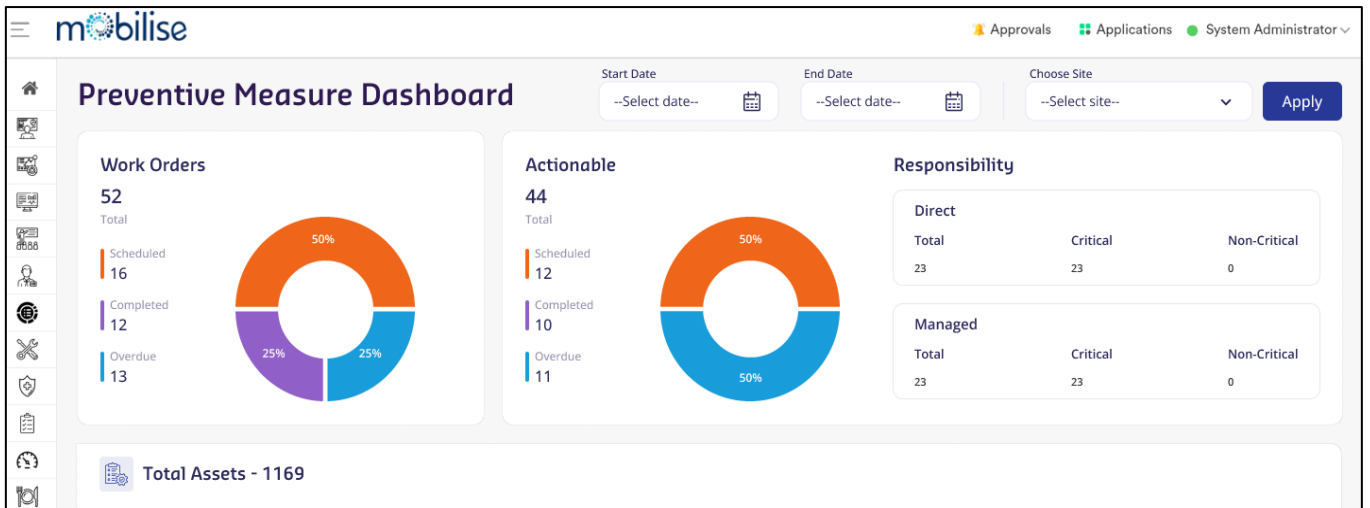 mobilise
Approvals
Applications
System Administrator
Preventive Measure Dashboard
Start Date
--Select date--
End Date
--Select date--
Choose Site
--Select site--
Apply
Work Orders
52
Total
Scheduled
16
Completed
12
Overdue
13
50%
25%
25%
Actionable
44
Total
Scheduled
12
Completed
10
Overdue
11
50%
50%
Responsibility
Direct
Total Critical Non-Critical
23 23 0
Managed
Total Critical Non-Critical
23 23 0
Total Assets - 1169